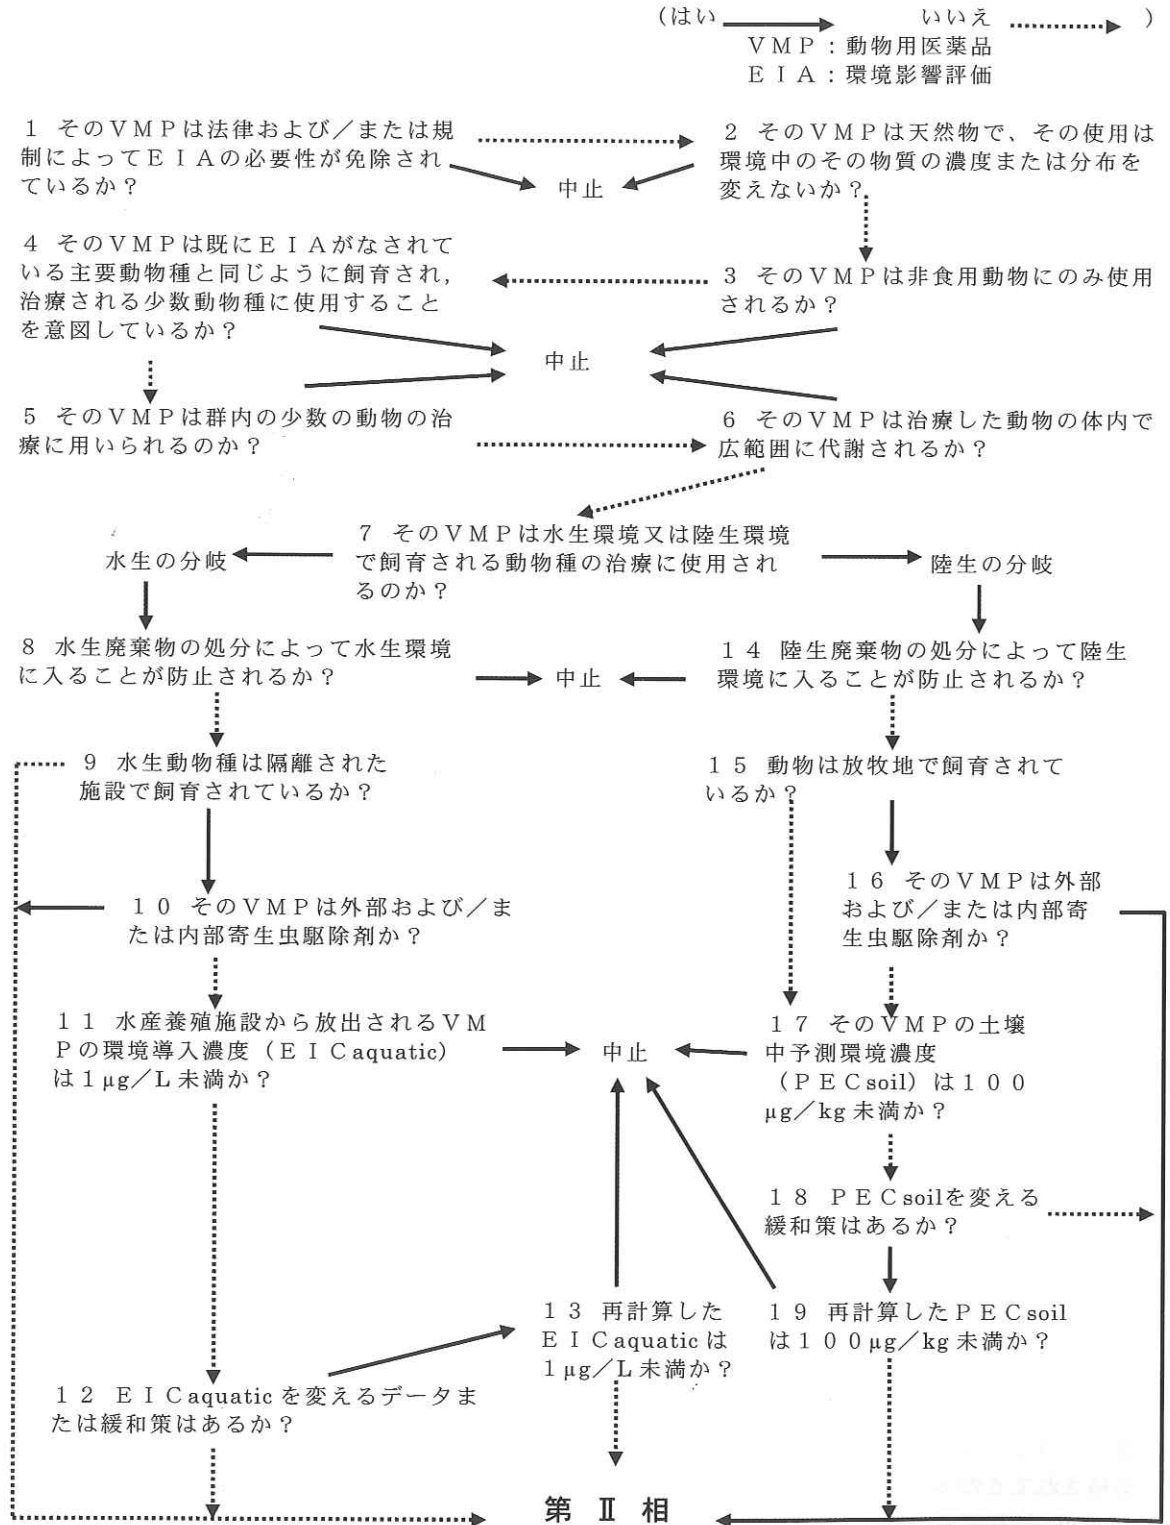 (はい いいえ )
VMP:動物用医薬品
EIA:環境影響評価
1 そのVMPは法律および/または規
制によってEIAの必要性が免除され
ているか?
2 そのVMPは天然物で、その使用は
環境中のその物質の濃度または分布を
変えないか?
中止
4 そのVMPは既にEIAがなされて
いる主要動物種と同じように飼育され,
治療される少数動物種に使用すること
を意図しているか?
3 そのVMPは非食用動物にのみ使用
されるか?
中止
5 そのVMPは群内の少数の動物の治
療に用いられるのか?
6 そのVMPは治療した動物の体内で
広範囲に代謝されるか?
7 そのVMPは水生環境又は陸生環境
で飼育される動物種の治療に使用され
るのか?
水生の分岐
陸生の分岐
8 水生廃棄物の処分によって水生環境
に入ることが防止されるか?
中止
14 陸生廃棄物の処分によって陸生
環境に入ることが防止されるか?
9 水生動物種は隔離された
施設で飼育されているか?
15 動物は放牧地で飼育されて
いるか?
10 そのVMPは外部および/ま
たは内部寄生虫駆除剤か?
16 そのVMPは外部
および/または内部寄
生虫駆除剤か?
11 水産養殖施設から放出されるVM
Pの環境導入濃度(EICaquatic)
は1μg/L未満か?
中止
17 そのVMPの土壌
中予測環境濃度
(PECsoil)は100
μg/kg未満か?
18 PECsoilを変える
緩和策はあるか?
13 再計算した
EICaquaticは
1μg/L未満か?
19 再計算したPECsoil
は100μg/kg未満か?
12 EICaquaticを変えるデータま
たは緩和策はあるか?
第Ⅱ相